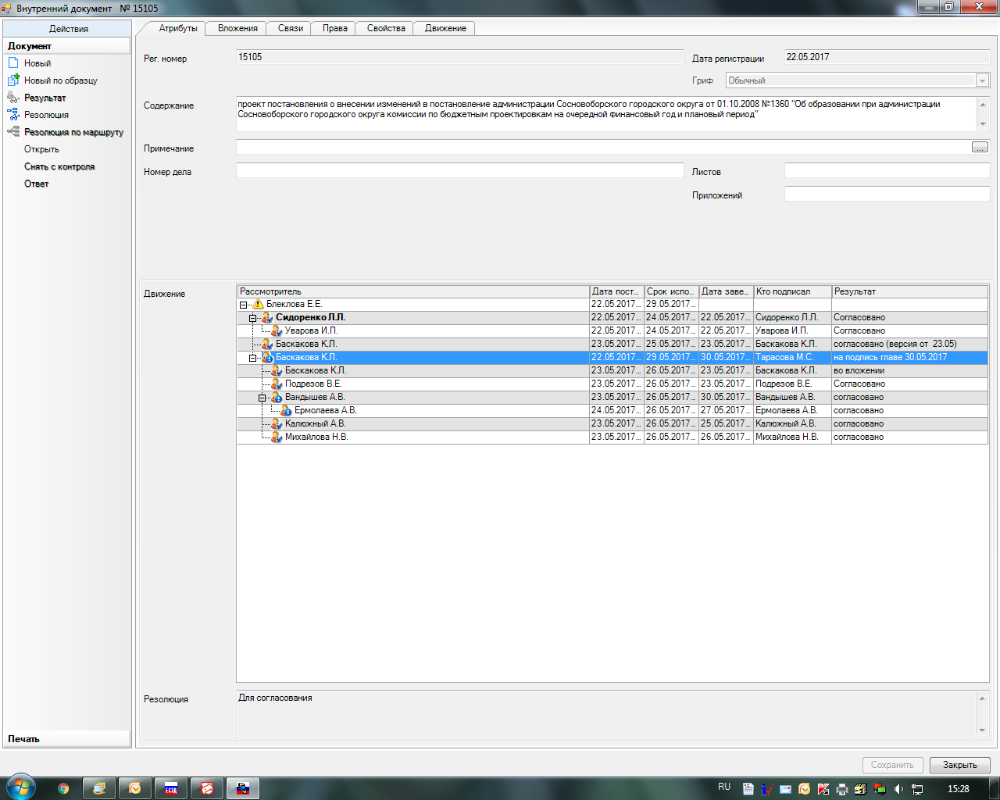 Внутренний документ № 15105
Действия
Документ
Новый
Новый по образцу
Результат
Резолюция
Резолюция по маршруту
Открыть
Снять с контроля
Ответ
Печать
Атрибуты Вложения Связи Права Свойства Движение
Рег. номер 15105 Дата регистрации 22.05.2017
Гриф Обычный
Содержание проект постановления о внесении изменений в постановление администрации Сосновоборского городского округа от 01.10.2008 №1360 "Об образовании при администрации
Сосновоборского городского округа комиссии по бюджетным проектировкам на очередной финансовый год и плановый период"
Примечание ...
Номер дела Листов
Приложений
Движение
Рассмотритель Дата пост... Срок испо... Дата заве... Кто подписал Результат
Блеклова Е.Е. 22.05.2017... 29.05.2017...
Сидоренко Л.Л. 22.05.2017... 24.05.2017... 22.05.2017... Сидоренко Л.Л. Согласовано
Уварова И.П. 22.05.2017... 24.05.2017... 22.05.2017... Уварова И.П. Согласовано
Баскакова К.Л. 23.05.2017... 25.05.2017... 23.05.2017... Баскакова К.Л. согласовано (версия от 23.05)
Баскакова К.Л. 22.05.2017... 29.05.2017... 30.05.2017... Тарасова М.С. на подпись главе 30.05.2017
Баскакова К.Л. 23.05.2017... 26.05.2017... 23.05.2017... Баскакова К.Л. во вложении
Подрезов В.Е. 23.05.2017... 26.05.2017... 23.05.2017... Подрезов В.Е. Согласовано
Вандышев А.В. 23.05.2017... 26.05.2017... 30.05.2017... Вандышев А.В. согласовано
Ермолаева А.В. 24.05.2017... 26.05.2017... 27.05.2017... Ермолаева А.В. согласовано
Калюжный А.В. 23.05.2017... 26.05.2017... 25.05.2017... Калюжный А.В. согласовано
Михайлова Н.В. 23.05.2017... 26.05.2017... 26.05.2017... Михайлова Н.В. согласовано
Резолюция Для согласования
Сохранить Закрыть
RU 15:28